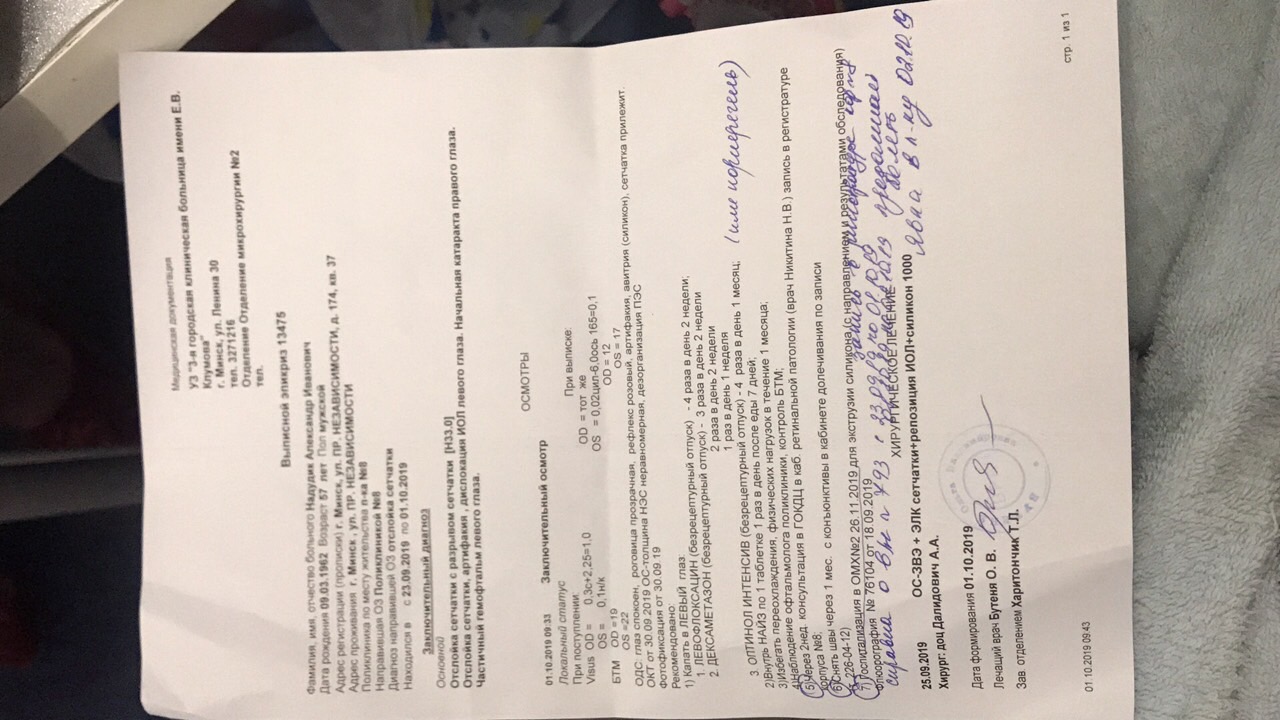 Медицинская документация
УЗ "3-я городская клиническая больница имени Е.В.
Клумова"
г. Минск, ул. Ленина 30
тел. 3271216
Отделение Отделение микрохирургии №2
тел.
Выписной эпикриз 13475
Фамилия, имя, отчество больного Надудик Александр Иванович
Дата рождения 09.03.1962 Возраст 57 лет Пол мужской
Адрес регистрации (прописки) г. Минск, ул. ПР. НЕЗАВИСИМОСТИ, д. 174, кв. 37
Адрес проживания г. Минск, ул. ПР. НЕЗАВИСИМОСТИ
Поликлиника по месту жительства п-ка №8
Направившая ОЗ Поликлиникой №8
Диагноз направившей ОЗ отслойка сетчатки
Находился с 23.09.2019 по 01.10.2019
Заключительный диагноз
Основной
Отслойка сетчатки с разрывом сетчатки [H33.0]
Отслойка сетчатки, артифакия, дислокация ИОЛ левого глаза. Начальная катаракта правого глаза.
Частичный гемофтальм левого глаза.
ОСМОТРЫ
01.10.2019 09:33 Заключительный осмотр
Локальный статус
При поступлении: При выписке:
Visus OD = 0,3с+2,25=1,0 OD = тот же
OS = 0,1н/к OS = 0,02цил-6,0ось 165=0,1
БТМ OD =19 OD = 12
OS =22 OS = 17
ОДС глаз спокоен, роговица прозрачная, рефлекс розовый, артифакия, авитрия (силикон), сетчатка прилежит.
ОКТ от 30.09.2019 ОС-толщина НЭС неравномерная, дезорганизация ПЭС
Фотофиксация от 30.09.19
Рекомендовано:
1) Капать в ЛЕВЫЙ глаз:
1. ЛЕВОФЛОКСАЦИН (безрецептурный отпуск) - 4 раза в день 2 недели;
2. ДЕКСАМЕТАЗОН (безрецептурный отпуск) - 3 раза в день 2 недели
2 раза в день 2 недели
1 раз в день 1 неделя
3. ОПТИНОЛ ИНТЕНСИВ (безрецептурный отпуск) - 4 раза в день 1 месяц; (или корнерегель)
2)Внутрь НАЙЗ по 1 таблетке 1 раз в день после еды 7 дней;
3)Избегать переохлаждения, физических нагрузок в течение 1 месяца;
4)Наблюдение офтальмолога поликлиники, контроль БТМ;
5)Через 2нед. консультация в ГОКДЦ в каб. ретинальной патологии (врач Никитина Н.В.) запись в регистратуре
корпуса №8;
6)Снять швы через 1 мес. с конъюнктивы в кабинете долечивания по записи
226-04-12)
7)Госпитализация в ОМХ№2 26.11.2019 для экструзии силикона (с направлением и результатами обследования)
Флюорография № 76104 от 18.09.2019
справка о вн
ХИРУРГИЧЕСКОЕ ЛЕЧЕНИЕ
явка в п-ку 02.10.19
25.09.2019 ОС-ЗВЭ + ЭЛК сетчатки+репозиция ИОЛ+силикон 1000
Хирург: доц Далидович А.А.
Дата формирования 01.10.2019
Лечащий врач Бутеня О. В.
Зав. отделением Харитончик Т.Л.
01.10.2019 09:43 стр. 1 из 1